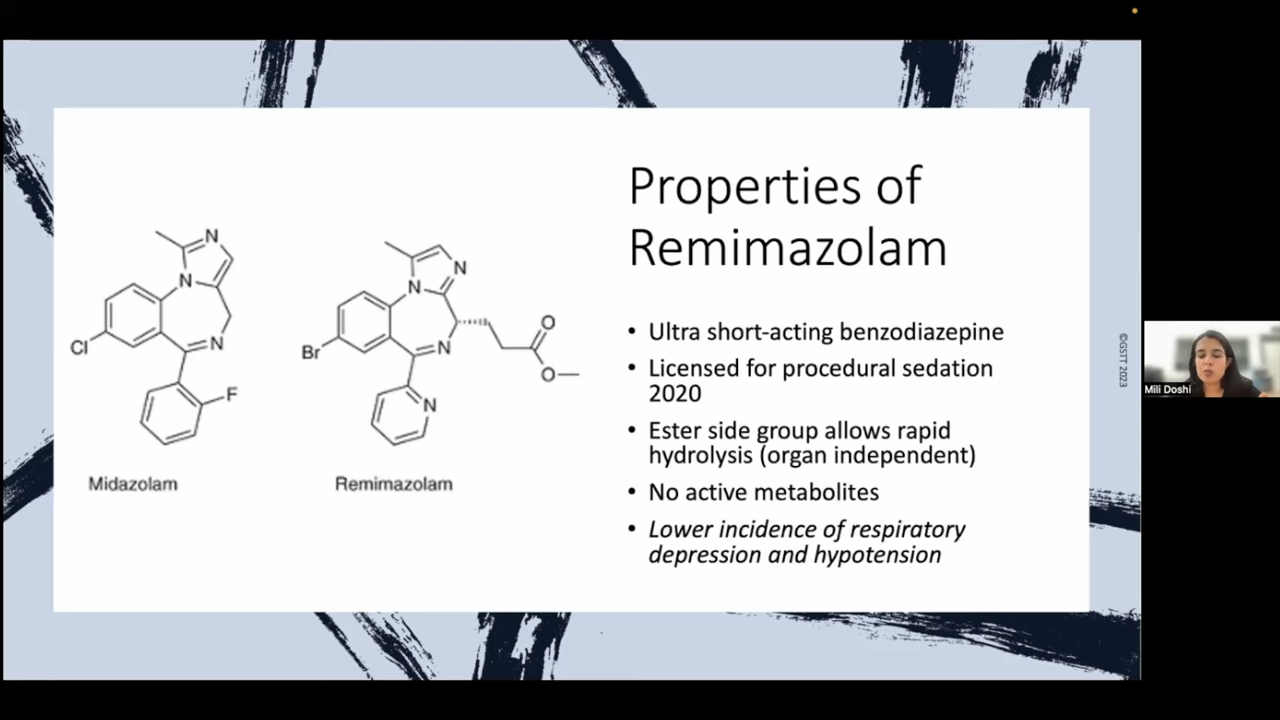 Properties of
Remimazolam
N
N
Cl
N
F
Midazolam
N
N
Br
N
N
O
O
Remimazolam
• Ultra short-acting benzodiazepine
• Licensed for procedural sedation
2020
• Ester side group allows rapid
hydrolysis (organ independent)
• No active metabolites
• Lower incidence of respiratory
depression and hypotension
©GSTT 2023
Mili Doshi